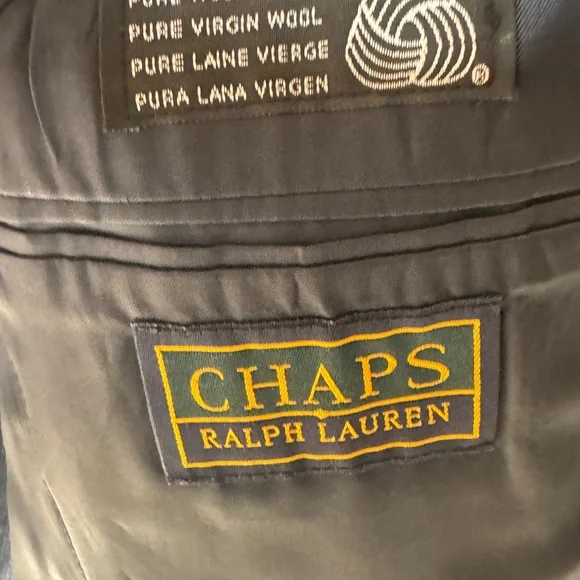 PURE VIRGIN WOOL
PURE LAINE VIERGE
PURA LANA VIRGEN
CHAPS
RALPH LAUREN